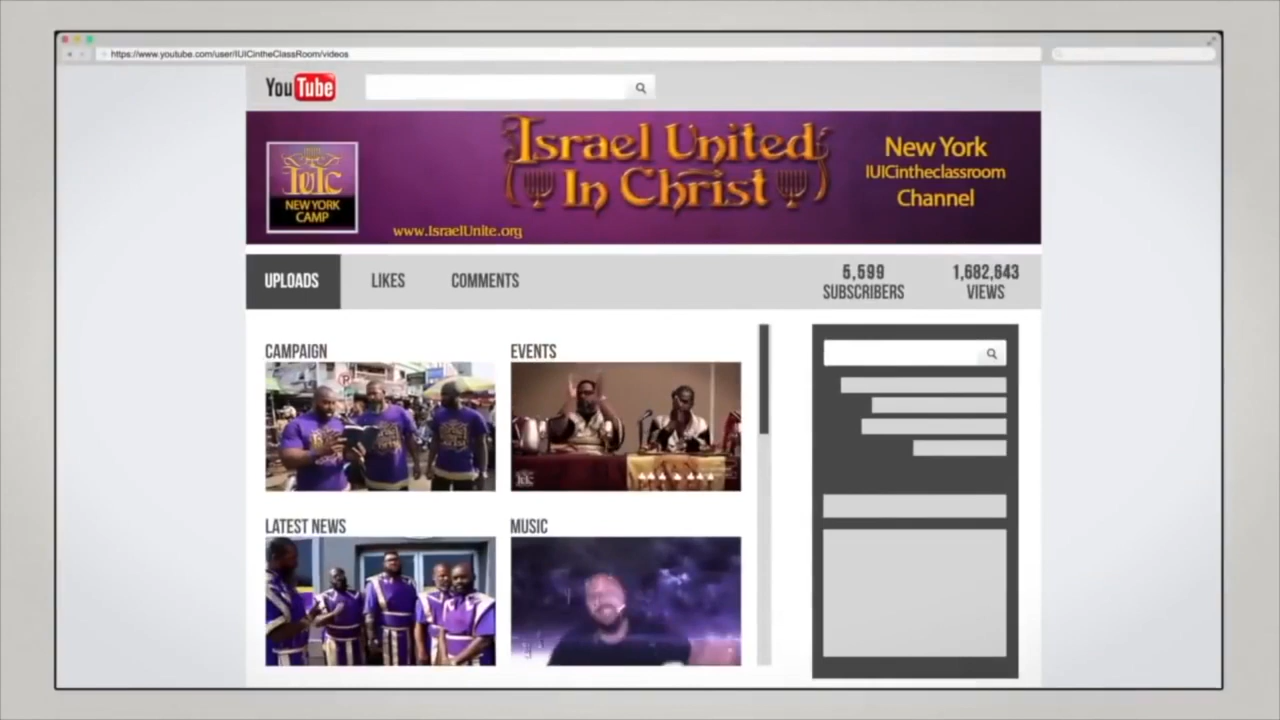 https://www.youtube.com/user/IUICintheClassRoom/videos
YouTube
Israel United
In Christ
New York
IUICintheclassroom
Channel
IUIC
NEW YORK
CAMP
www.IsraelUnite.org
UPLOADS
LIKES
COMMENTS
5,599
SUBSCRIBERS
1,682,643
VIEWS
CAMPAIGN
EVENTS
P
IUIC
LATEST NEWS
MUSIC